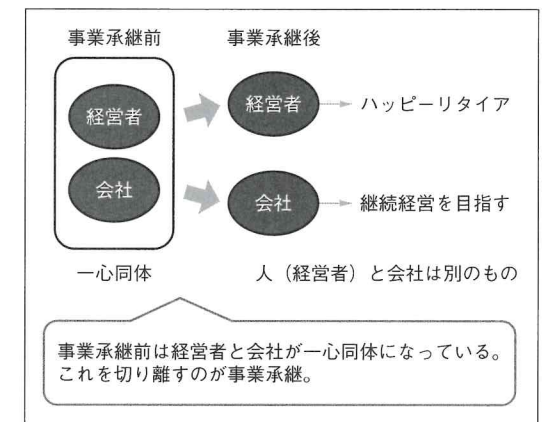 事業承継前
事業承継後
経営者
経営者
ハッピーリタイア
会社
会社
継続経営を目指す
一心同体
人（経営者）と会社は別のもの
事業承継前は経営者と会社が一心同体になっている。
これを切り離すのが事業承継。